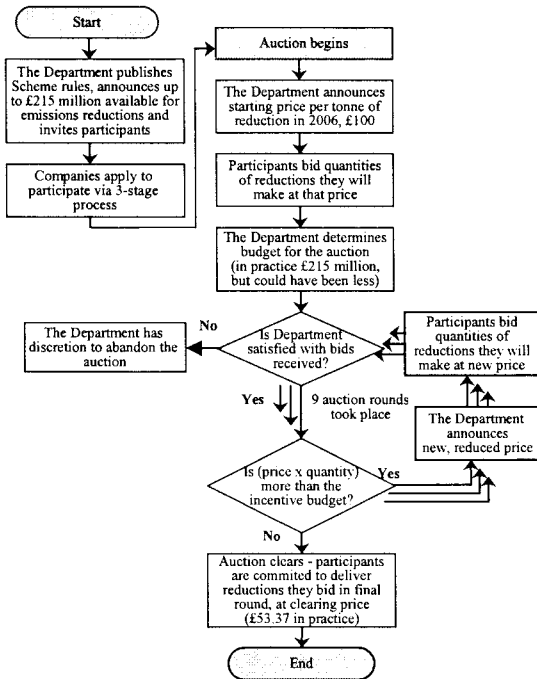 Start
The Department publishes
Scheme rules, announces up
to £215 million available for
emissions reductions and
invites participants
Companies apply to
participate via 3-stage
process
Auction begins
The Department announces
starting price per tonne of
reduction in 2006, £100
Participants bid quantities
of reductions they will
make at that price
The Department determines
budget for the auction
(in practice £215 million,
but could have been less)
Is Department
satisfied with bids
received?
No
The Department has
discretion to abandon the
auction
Yes
9 auction rounds
took place
Is (price x quantity)
more than the
incentive budget?
Yes
The Department
announces
new, reduced price
Participants bid
quantities of
reductions they will
make at new price
No
Auction clears - participants
are commited to deliver
reductions they bid in final
round, at clearing price
(£53.37 in practice)
End